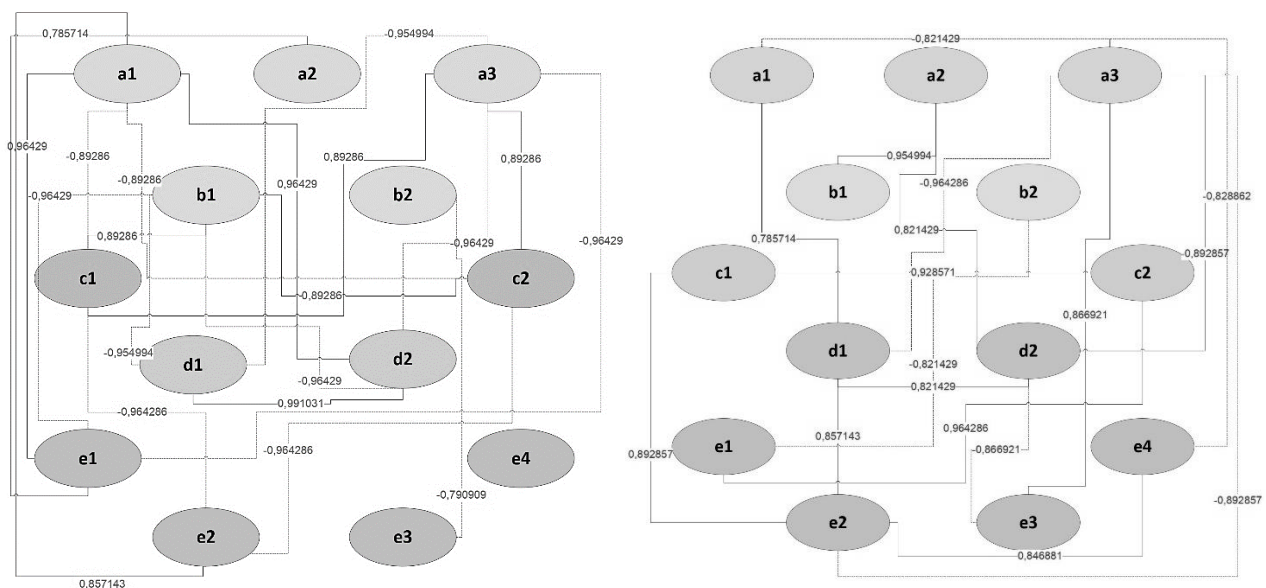 0,785714
-0,954994
a1
a2
a3
0,96429
-0,89286
-0,89286
0,96429
0,89286
0,89286
-0,96429
b1
b2
0,89286
-0,96429
-0,96429
c1
c2
-0,89286
-0,954994
d1
d2
-0,96429
0,991031
-0,964286
-0,964286
e1
e4
-0,790909
e2
e3
0,857143
-0,821429
a1
a2
a3
0,954994
-0,964286
-0,828862
b1
b2
0,821429
0,785714
-0,892857
c1
0,928571
c2
0,866921
d1
d2
-0,821429
0,821429
0,964286
0,857143
-0,866921
0,892857
e1
e4
-0,892857
e2
e3
0,846881